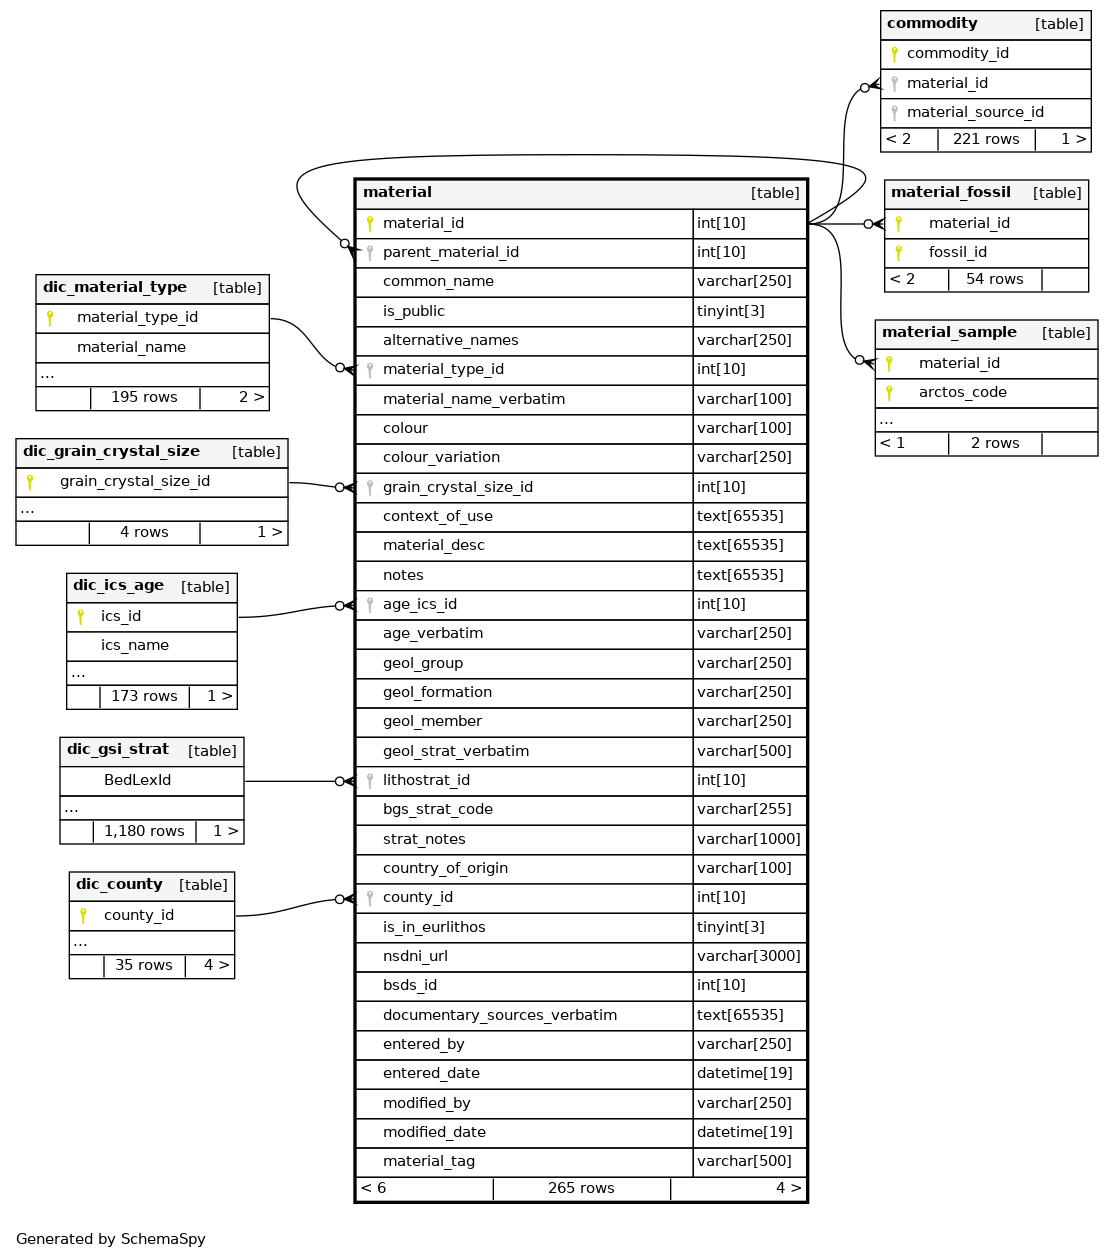 commodity [table]
commodity_id
material_id
material_source_id
< 2 221 rows 1 >
material [table]
material_id int[10]
parent_material_id int[10]
common_name varchar[250]
is_public tinyint[3]
alternative_names varchar[250]
material_type_id int[10]
material_name_verbatim varchar[100]
colour varchar[100]
colour_variation varchar[250]
grain_crystal_size_id int[10]
context_of_use text[65535]
material_desc text[65535]
notes text[65535]
age_ics_id int[10]
age_verbatim varchar[250]
geol_group varchar[250]
geol_formation varchar[250]
geol_member varchar[250]
geol_strat_verbatim varchar[500]
lithostrat_id int[10]
bgs_strat_code varchar[255]
strat_notes varchar[1000]
country_of_origin varchar[100]
county_id int[10]
is_in_eurlithos tinyint[3]
nsdni_url varchar[3000]
bsds_id int[10]
documentary_sources_verbatim text[65535]
entered_by varchar[250]
entered_date datetime[19]
modified_by varchar[250]
modified_date datetime[19]
material_tag varchar[500]
< 6 265 rows 4 >
material_fossil [table]
material_id
fossil_id
< 2 54 rows
material_sample [table]
material_id
arctos_code
...
< 1 2 rows
dic_material_type [table]
material_type_id
material_name
...
195 rows 2 >
dic_grain_crystal_size [table]
grain_crystal_size_id
...
4 rows 1 >
dic_ics_age [table]
ics_id
ics_name
...
173 rows 1 >
dic_gsi_strat [table]
BedLexId
...
1,180 rows 1 >
dic_county [table]
county_id
...
35 rows 4 >
Generated by SchemaSpy